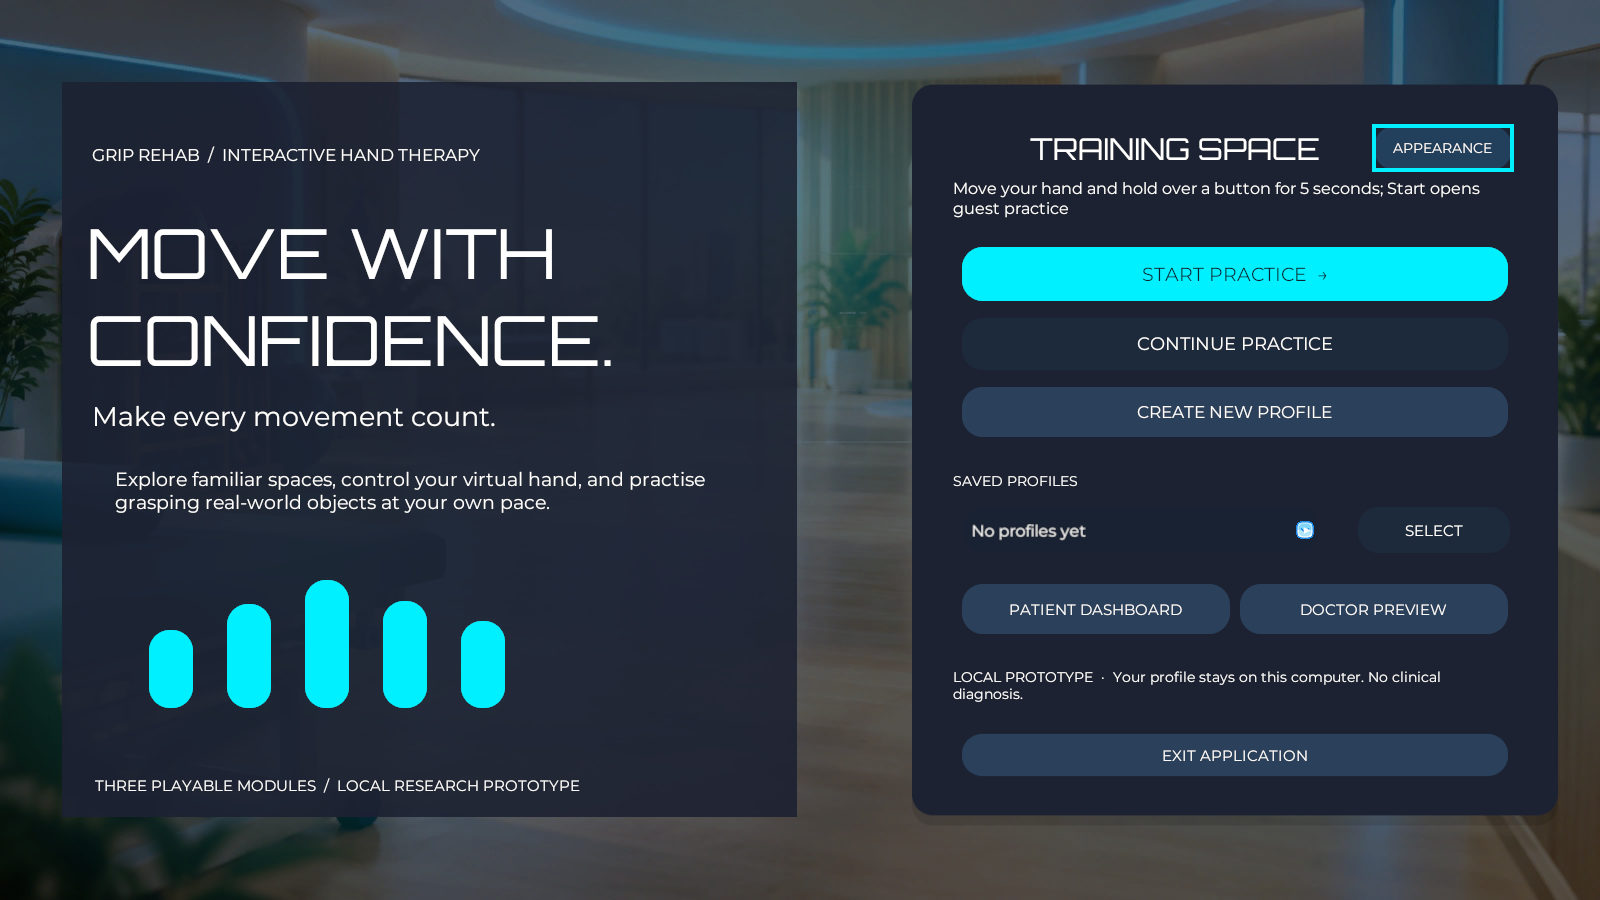 GRIP REHAB / INTERACTIVE HAND THERAPY
MOVE WITH
CONFIDENCE.
Make every movement count.
Explore familiar spaces, control your virtual hand, and practise
grasping real-world objects at your own pace.
THREE PLAYABLE MODULES / LOCAL RESEARCH PROTOTYPE
TRAINING SPACE
APPEARANCE
Move your hand and hold over a button for 5 seconds; Start opens
guest practice
START PRACTICE →
CONTINUE PRACTICE
CREATE NEW PROFILE
SAVED PROFILES
No profiles yet
SELECT
PATIENT DASHBOARD
DOCTOR PREVIEW
LOCAL PROTOTYPE · Your profile stays on this computer. No clinical
diagnosis.
EXIT APPLICATION